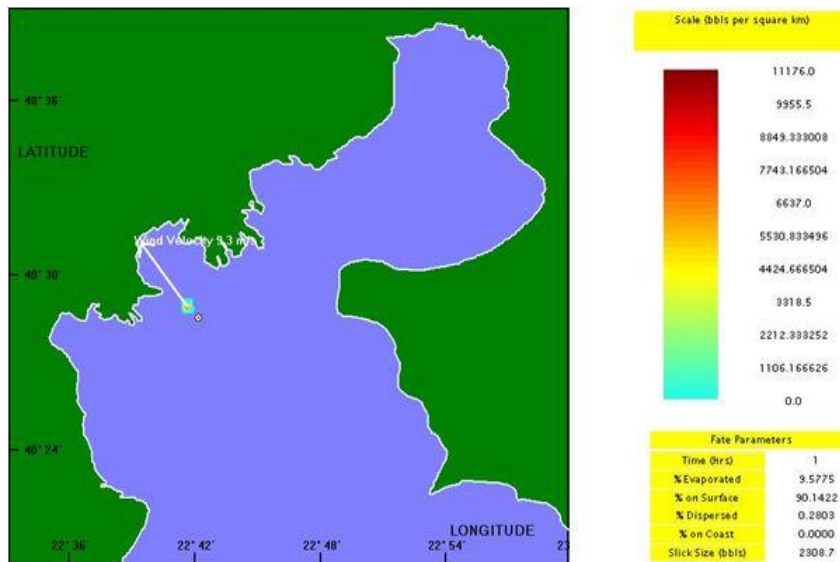 Scale (bbls per square km)
11176.0
9955.5
8849.333008
7743.166504
6637.0
5530.833496
4424.666504
3318.5
2212.333252
1106.166626
0.0
40° 36'
LATITUDE
Wind Velocity 9.3 m/s
40° 30'
40° 24'
LONGITUDE
22° 36' 22° 42' 22° 48' 22° 54' 23
Fate Parameters
Time (hrs) 1
% Evaporated 9.5775
% on Surface 90.1422
% Dispersed 0.2803
% on Coast 0.0000
Slick Size (bbls) 2308.7